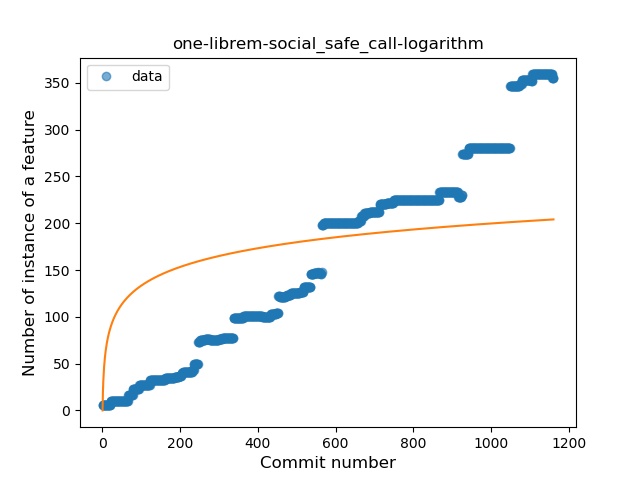 one-librem-social_safe_call-logarithm
data
Number of instance of a feature
350
300
250
200
150
100
50
0
0 200 400 600 800 1000 1200
Commit number